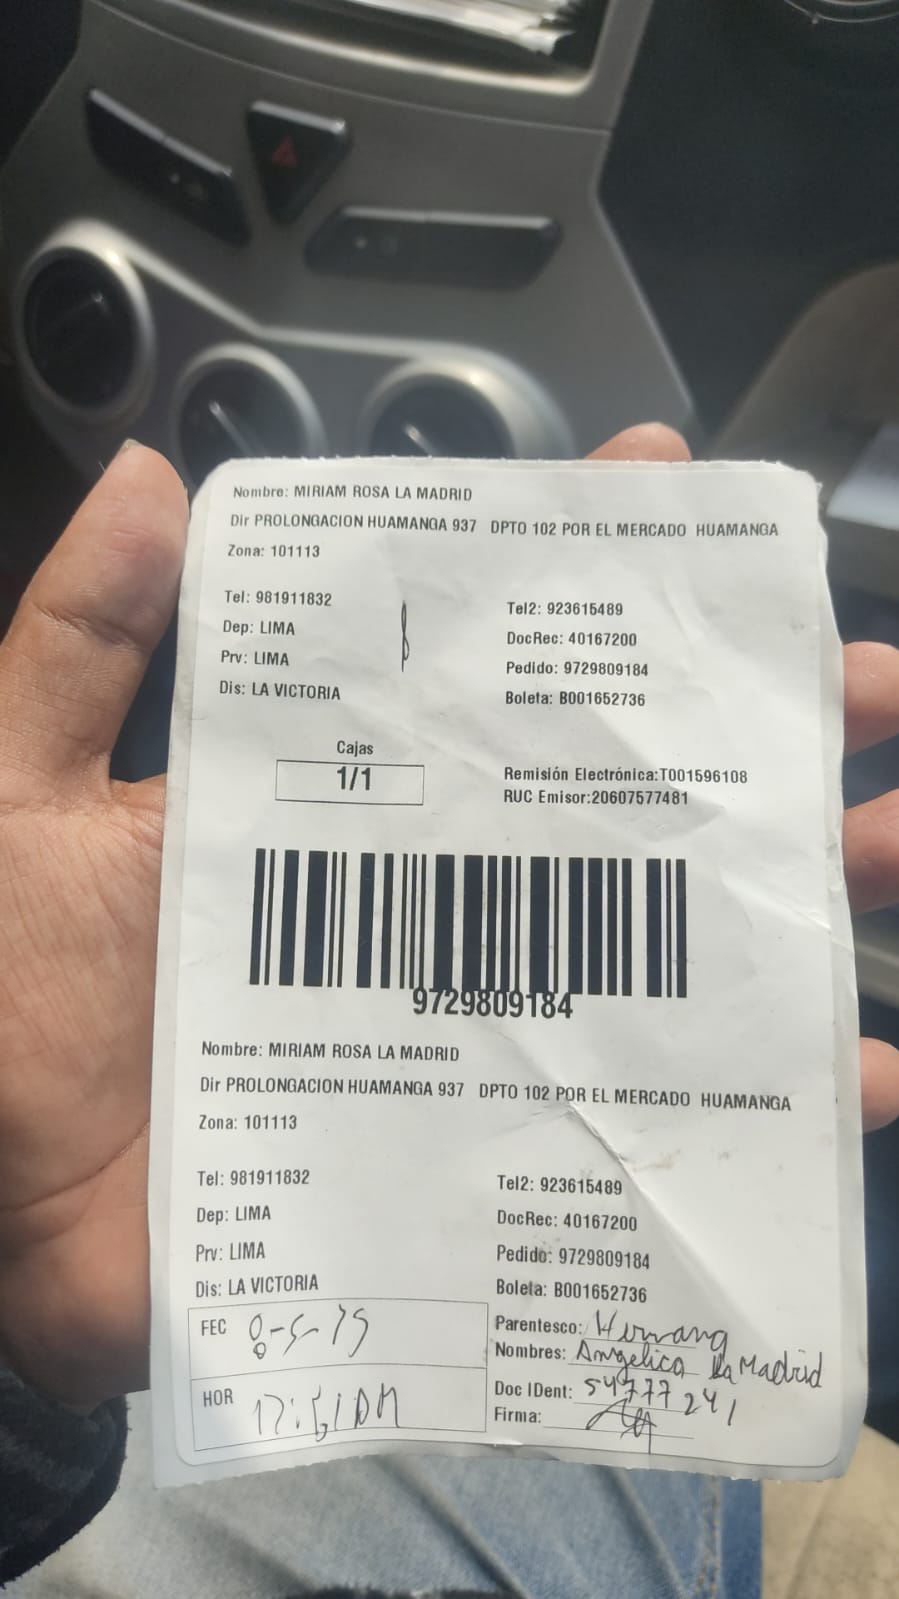 Nombre: MIRIAM ROSA LA MADRID
Dir PROLONGACION HUAMANGA 937 DPTO 102 POR EL MERCADO HUAMANGA
Zona: 101113
Tel: 981911832 Tel2: 923615489
Dep: LIMA DocRec: 40167200
Prv: LIMA Pedido: 9729809184
Dis: LA VICTORIA Boleta: B001652736
Cajas
1/1
Remisión Electrónica:T001596108
RUC Emisor:20607577481
9729809184
Nombre: MIRIAM ROSA LA MADRID
Dir PROLONGACION HUAMANGA 937 DPTO 102 POR EL MERCADO HUAMANGA
Zona: 101113
Tel: 981911832 Tel2: 923615489
Dep: LIMA DocRec: 40167200
Prv: LIMA Pedido: 9729809184
Dis: LA VICTORIA Boleta: B001652736
FEC
HOR
Parentesco: Hermana
Nombres: Angelica La Madrid
Doc IDent: 54777241
Firma: